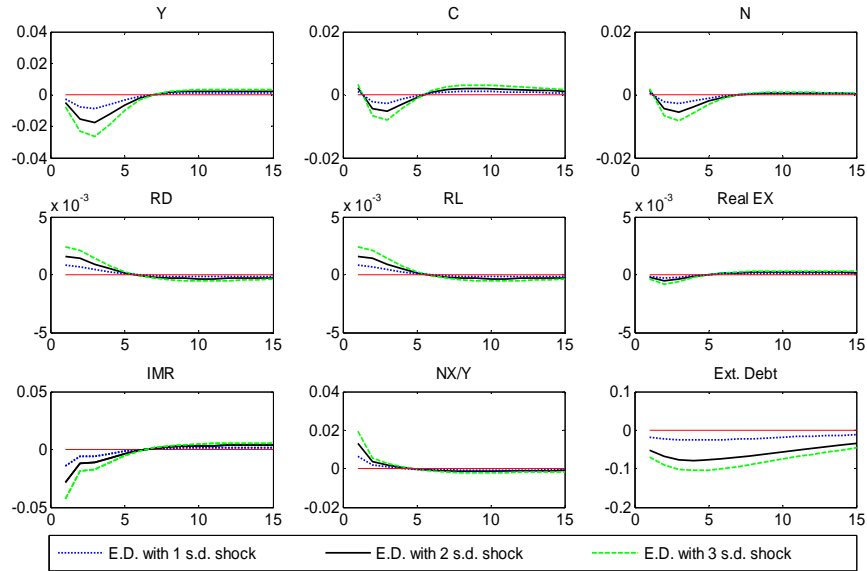 Y C N
0.04 0.02 0.02
0.02
0 0 0
-0.02
-0.04 -0.02 -0.02
0 5 10 15 0 5 10 15 0 5 10 15
x 10⁻³ RD x 10⁻³ RL x 10⁻³ Real EX
5 5 5
0 0 0
-5 -5 -5
0 5 10 15 0 5 10 15 0 5 10 15
IMR NX/Y Ext. Debt
0.05 0.04 0.1
0.02 0
0 0
-0.1
-0.05 -0.02 -0.2
0 5 10 15 0 5 10 15 0 5 10 15
E.D. with 1 s.d. shock E.D. with 2 s.d. shock E.D. with 3 s.d. shock